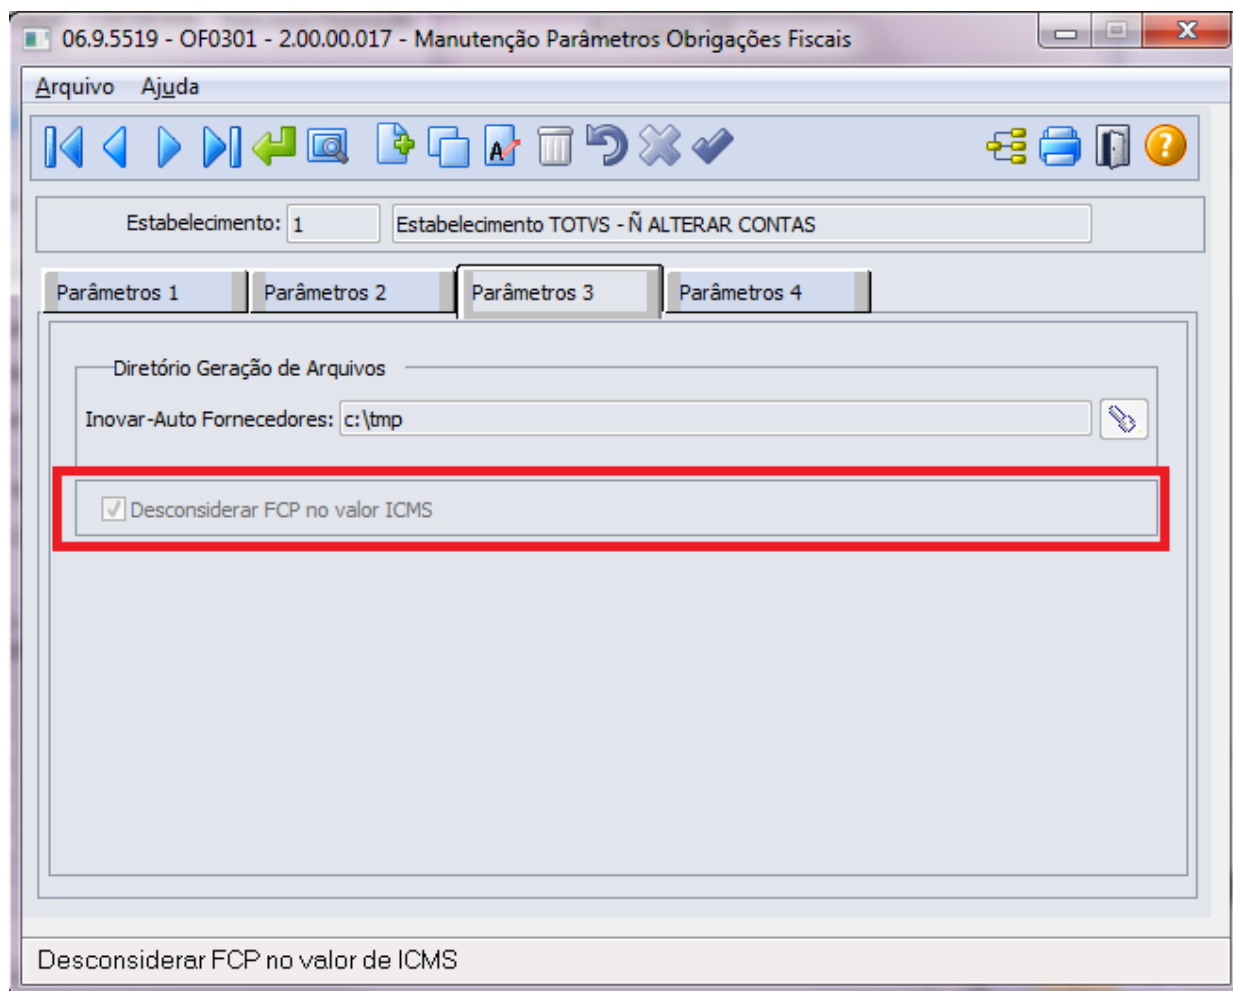 06.9.5519 - OF0301 - 2.00.00.017 - Manutenção Parâmetros Obrigações Fiscais
Arquivo Ajuda
Estabelecimento: 1 Estabelecimento TOTVS - Ñ ALTERAR CONTAS
Parâmetros 1 Parâmetros 2 Parâmetros 3 Parâmetros 4
Diretório Geração de Arquivos
Inovar-Auto Fornecedores: c:\tmp
Desconsiderar FCP no valor ICMS
Desconsiderar FCP no valor de ICMS